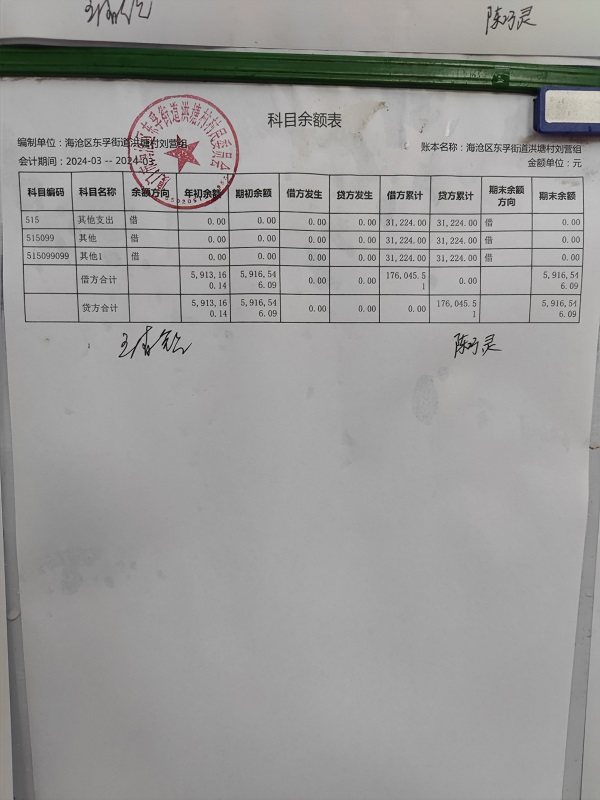 陈巧灵
科目余额表
编制单位：海沧区东孚街道洪塘村刘营组
账本名称：海沧区东孚街道洪塘村刘营组
会计期间：2024-03 -- 2024-03
金额单位：元
科目编码 科目名称 余额方向 年初余额 期初余额 借方发生 贷方发生 借方累计 贷方累计 期末余额方向 期末余额
515 其他支出 借 0.00 0.00 0.00 0.00 31,224.00 31,224.00 借 0.00
515099 其他 借 0.00 0.00 0.00 0.00 31,224.00 31,224.00 借 0.00
515099099 其他1 借 0.00 0.00 0.00 0.00 31,224.00 31,224.00 借 0.00
借方合计 5,913,160.14 5,916,546.09 0.00 0.00 176,045.51 0.00 5,916,546.09
贷方合计 5,913,160.14 5,916,546.09 0.00 0.00 0.00 176,045.51 5,916,546.09
陈巧灵